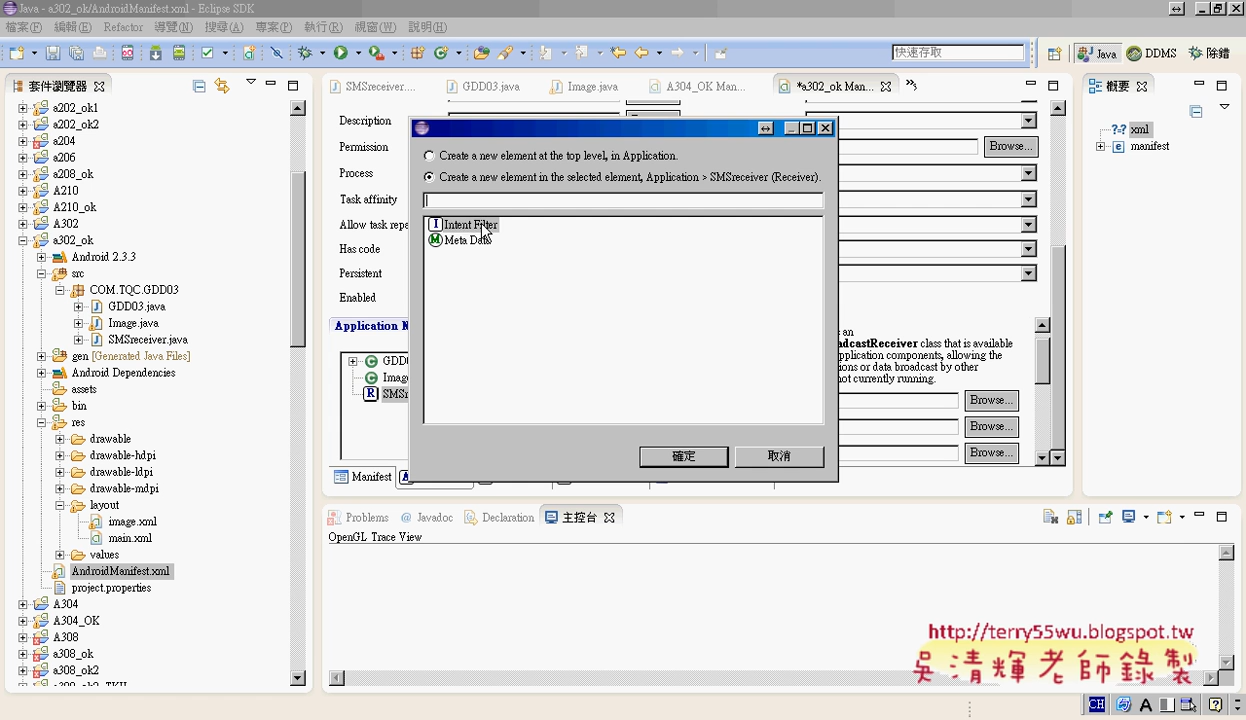 Java - a302_ok/AndroidManifest.xml - Eclipse SDK
檔案(F) 編輯(E) Refactor 導覽(N) 搜尋(A) 專案(P) 執行(R) 視窗(W) 說明(H)
快速存取
Java
DDMS
除錯
套件瀏覽器
SMSreceiver....
GDD03.java
Image.java
A304_OK Man...
*a302_ok Man...
概要
a202_ok1
a202_ok2
a204
a206
a208_ok
A210
A210_ok
A302
a302_ok
Android 2.3.3
src
COM.TQC.GDD03
GDD03.java
Image.java
SMSreceiver.java
gen [Generated Java Files]
Android Dependencies
assets
bin
res
drawable
drawable-hdpi
drawable-ldpi
drawable-mdpi
layout
image.xml
main.xml
values
AndroidManifest.xml
project.properties
A304
A304_OK
A308
a308_ok
a308_ok2
Description
Permission
Browse...
Process
Task affinity
Allow task repa
Has code
Persistent
Enabled
Application N
GDD
Imag
SMSr
Manifest
Create a new element at the top level, in Application.
Create a new element in the selected element, Application > SMSreceiver (Receiver).
Intent Filter
Meta Data
確定
取消
an
adcastReceiver class that is available
application components, allowing the
ions or data broadcast by other
not currently running.
Browse...
Browse...
Browse...
xml
manifest
Problems
Javadoc
Declaration
主控台
OpenGL Trace View
http://terry55wu.blogspot.tw
吳清輝老師錄製
CH
A